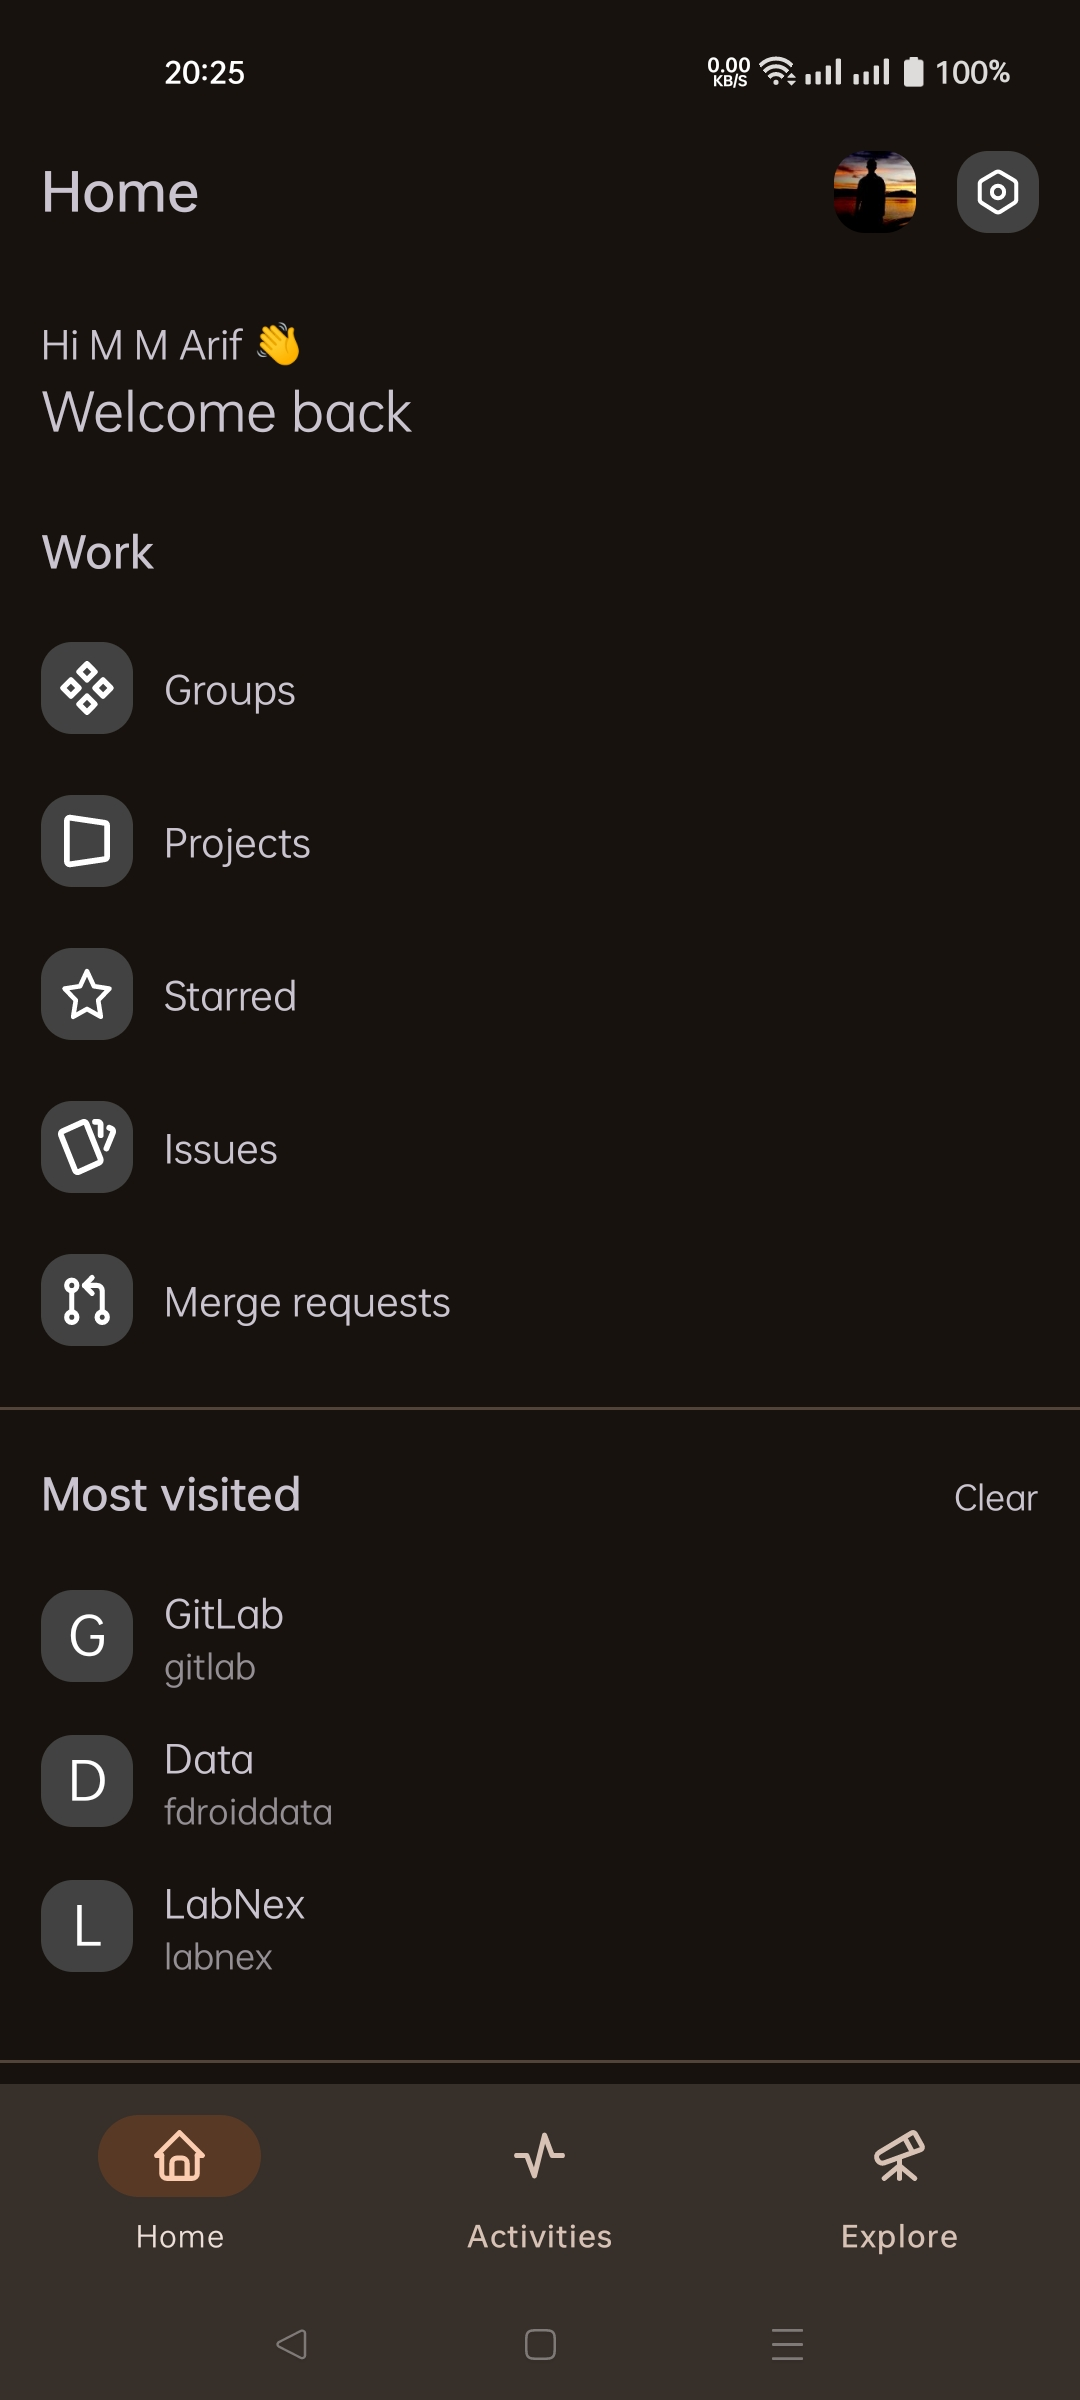 20:25
0.00
KB/S
100%
Home
Hi M M Arif 👋
Welcome back
Work
Groups
Projects
Starred
Issues
Merge requests
Most visited
Clear
G
GitLab
gitlab
D
Data
fdroiddata
L
LabNex
labnex
Home
Activities
Explore